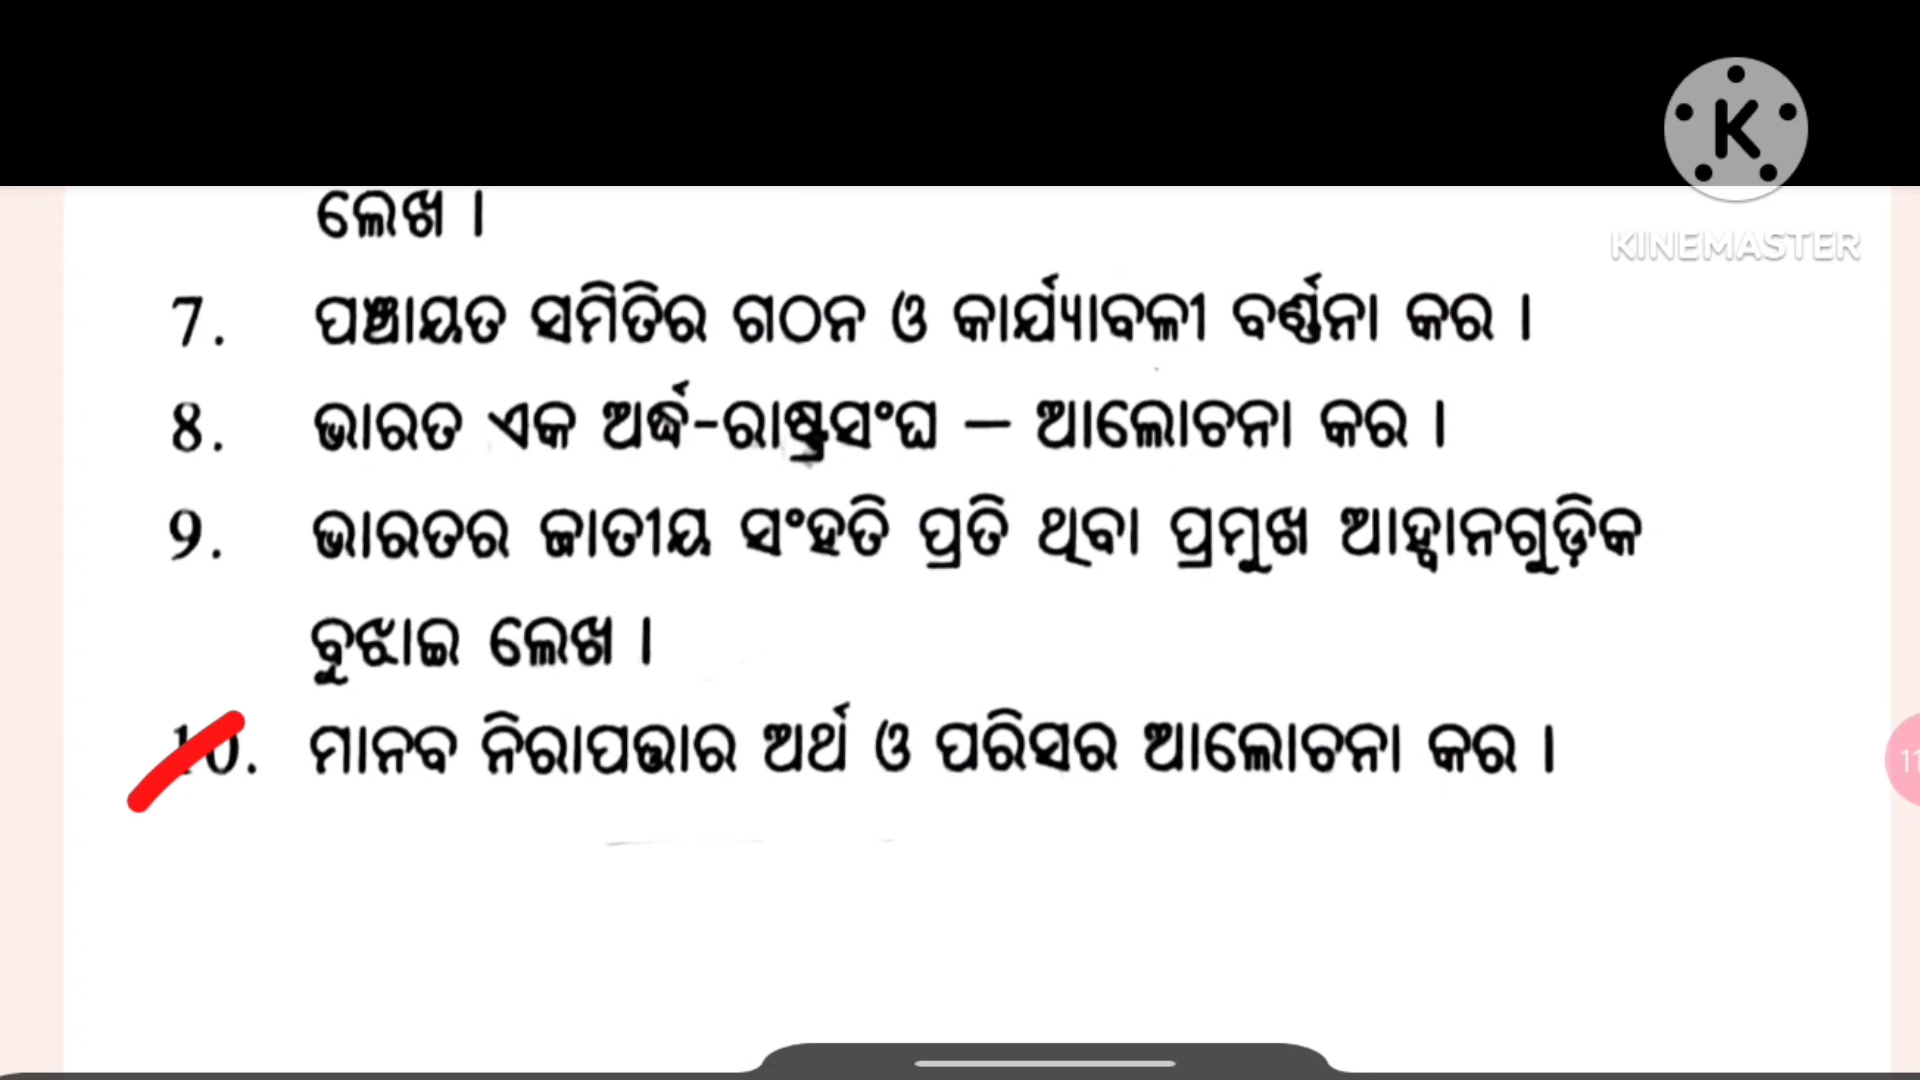 K
KINEMASTER
ଲେଖ ।
7. ପଞ୍ଚାୟତ ସମିତିର ଗଠନ ଓ କାର୍ଯ୍ୟାବଳୀ ବର୍ଣ୍ଣନା କର ।
8. ଭାରତ ଏକ ଅର୍ଦ୍ଧ-ରାଷ୍ଟ୍ରସଂଘ – ଆଲୋଚନା କର ।
9. ଭାରତର ଜାତୀୟ ସଂହତି ପ୍ରତି ଥିବା ପ୍ରମୁଖ ଆହ୍ବାନଗୁଡ଼ିକ
ବୁଝାଇ ଲେଖ ।
10. ମାନବ ନିରାପତ୍ତାର ଅର୍ଥ ଓ ପରିସର ଆଲୋଚନା କର ।
11